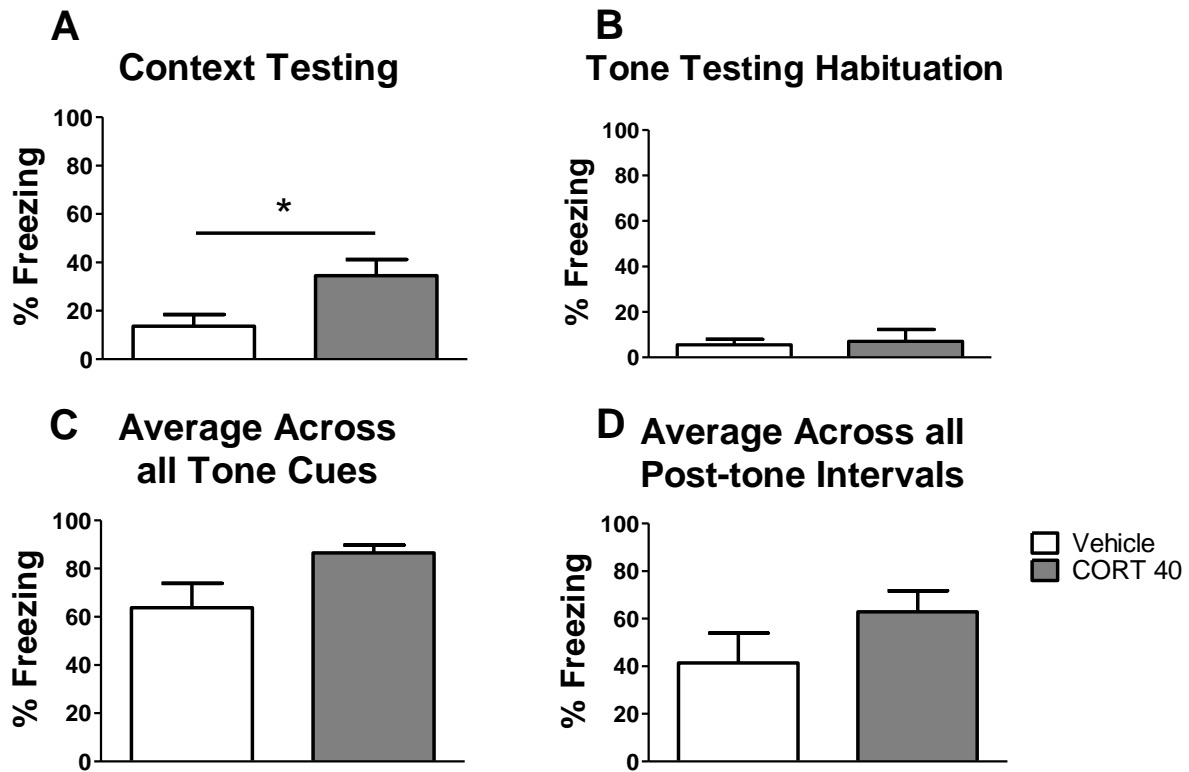 A
Context Testing
% Freezing
100
80
60
40
20
0
*
B
Tone Testing Habituation
% Freezing
100
80
60
40
20
0
C
Average Across
all Tone Cues
% Freezing
100
80
60
40
20
0
D
Average Across all
Post-tone Intervals
% Freezing
100
80
60
40
20
0
Vehicle
CORT 40